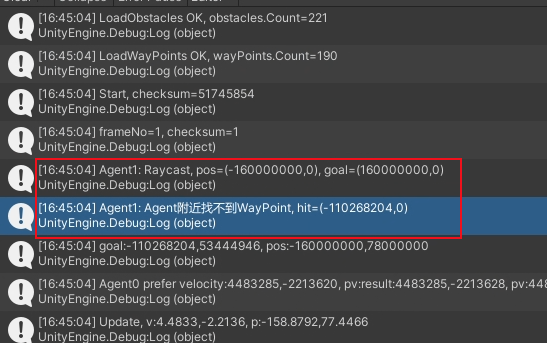 [16:45:04] LoadObstacles OK, obstacles.Count=221
UnityEngine.Debug:Log (object)
[16:45:04] LoadWayPoints OK, wayPoints.Count=190
UnityEngine.Debug:Log (object)
[16:45:04] Start, checksum=51745854
UnityEngine.Debug:Log (object)
[16:45:04] frameNo=1, checksum=1
UnityEngine.Debug:Log (object)
[16:45:04] Agent1: Raycast, pos=(-160000000,0), goal=(160000000,0)
UnityEngine.Debug:Log (object)
[16:45:04] Agent1: Agent附近找不到WayPoint, hit=(-110268204,0)
UnityEngine.Debug:Log (object)
[16:45:04] goal:-110268204,53444946, pos:-160000000,78000000
UnityEngine.Debug:Log (object)
[16:45:04] Agent0 prefer velocity:4483285,-2213620, pv:result:4483285,-2213628, pv:448
UnityEngine.Debug:Log (object)
[16:45:04] Update, v:4.4833,-2.2136, p:-158.8792,77.4466
UnityEngine.Debug:Log (object)